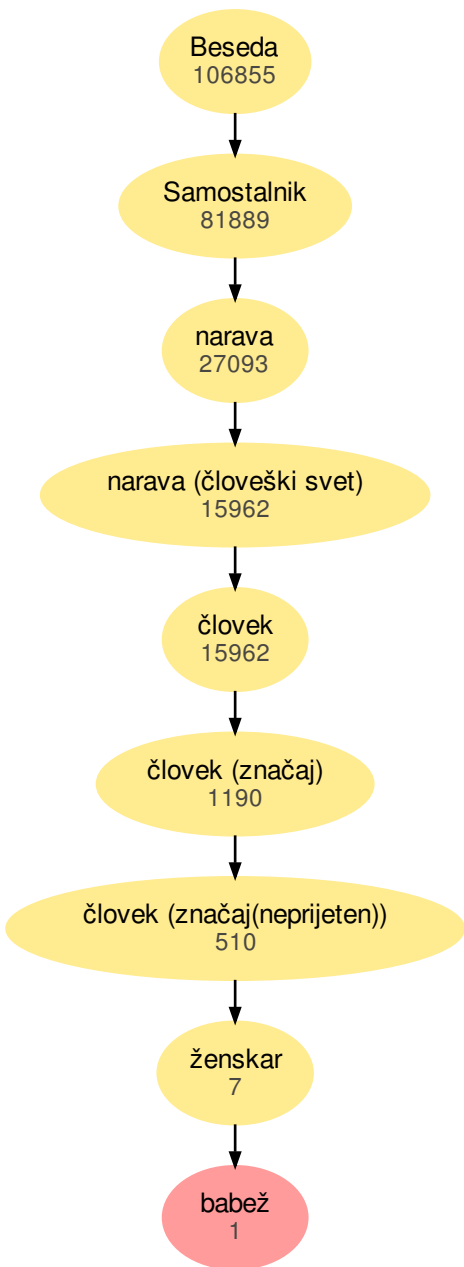 Beseda
106855
Samostalnik
81889
narava
27093
narava (človeški svet)
15962
človek
15962
človek (značaj)
1190
človek (značaj(neprijeten))
510
ženskar
7
babež
1